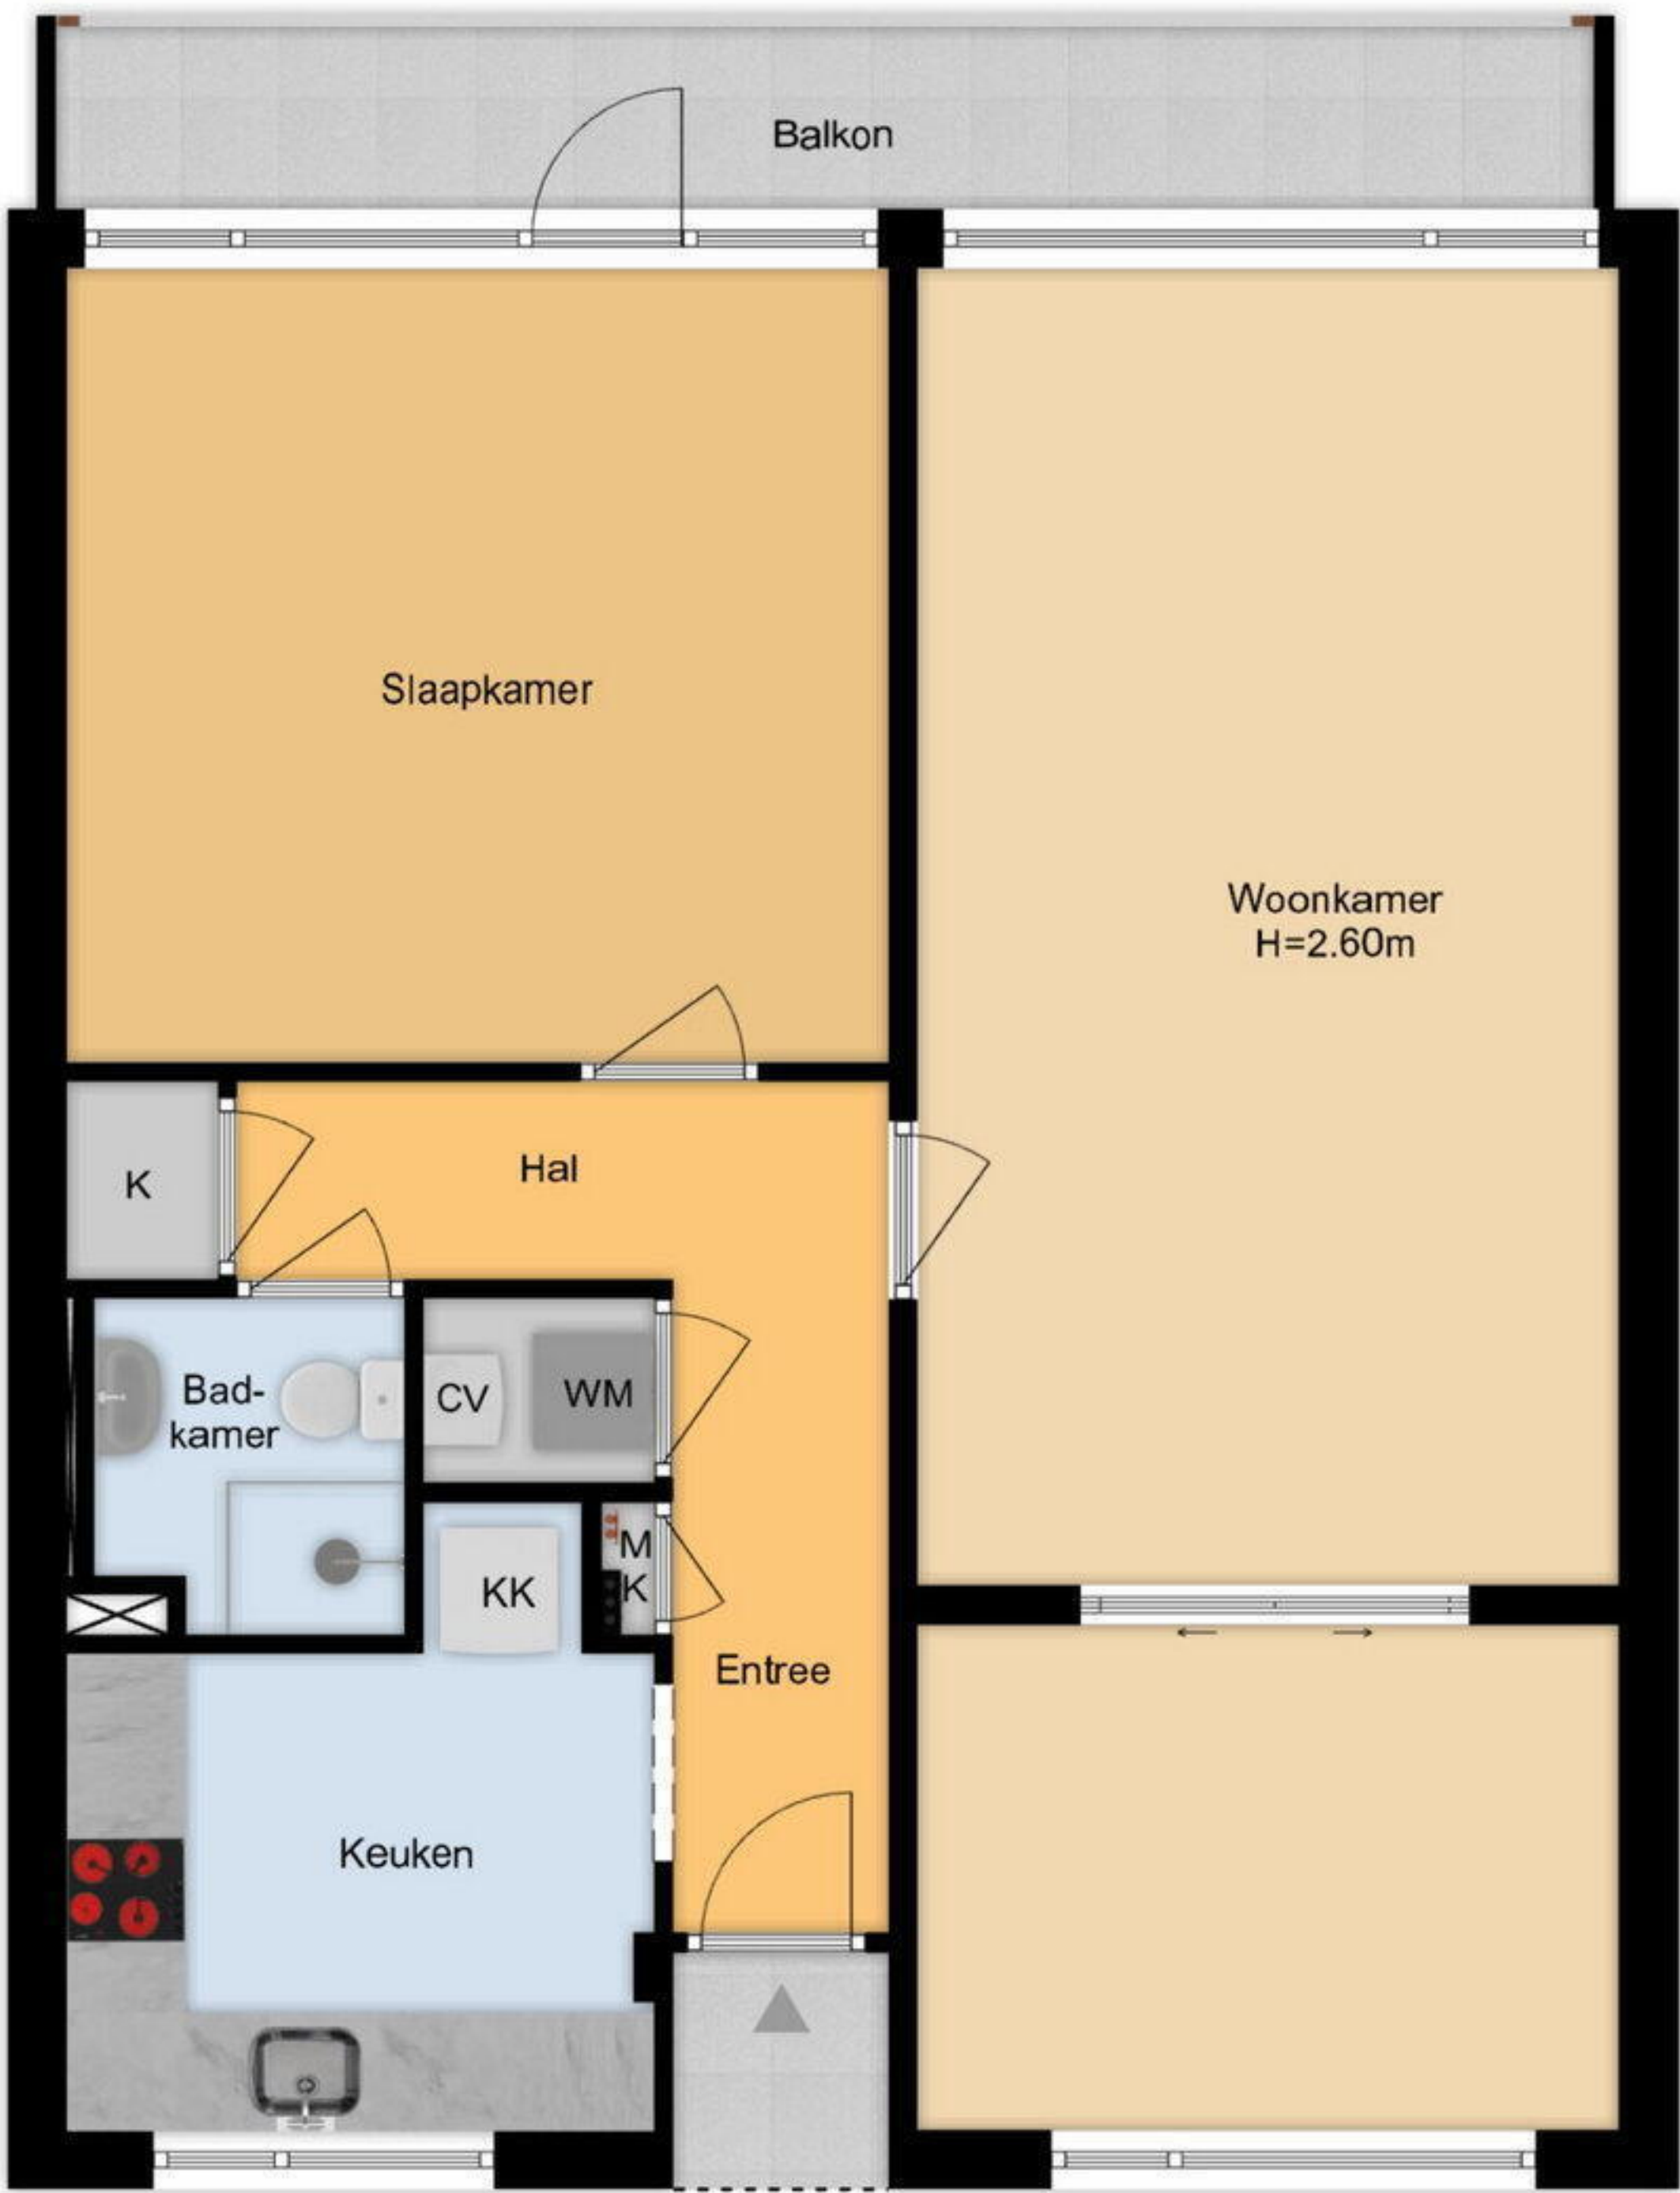 Balkon
Slaapkamer
Woonkamer
H=2.60m
Hal
K
Bad-
kamer
CV
WM
KK
M
K
Entree
Keuken